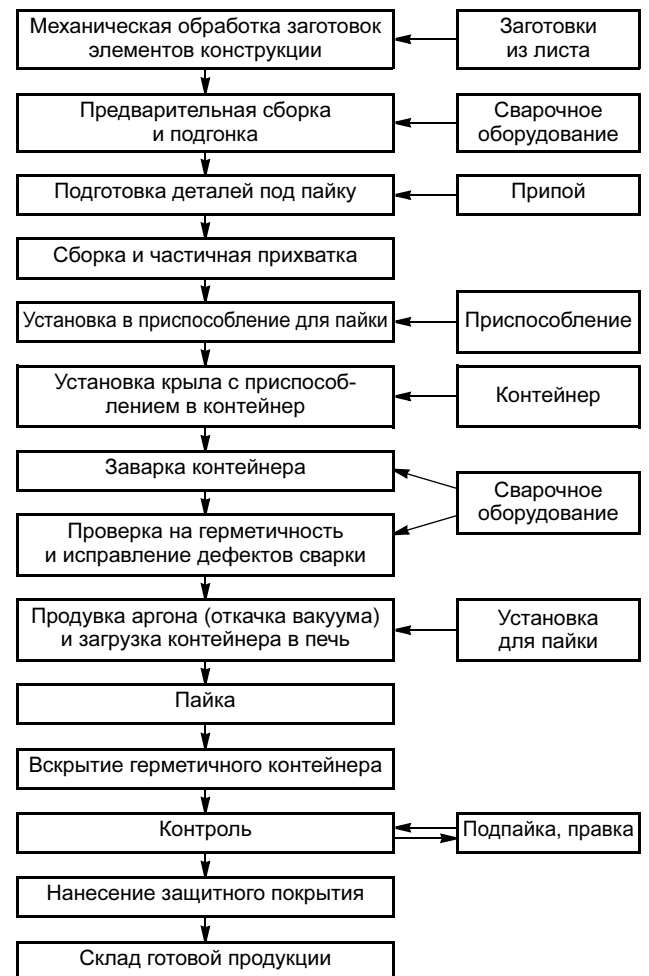 Механическая обработка заготовок
элементов конструкции
Заготовки
из листа
Предварительная сборка
и подгонка
Сварочное
оборудование
Подготовка деталей под пайку
Припой
Сборка и частичная прихватка
Установка в приспособление для пайки
Приспособление
Установка крыла с приспособ-
лением в контейнер
Контейнер
Заварка контейнера
Сварочное
оборудование
Проверка на герметичность
и исправление дефектов сварки
Продувка аргона (откачка вакуума)
и загрузка контейнера в печь
Установка
для пайки
Пайка
Вскрытие герметичного контейнера
Контроль
Подпайка, правка
Нанесение защитного покрытия
Склад готовой продукции